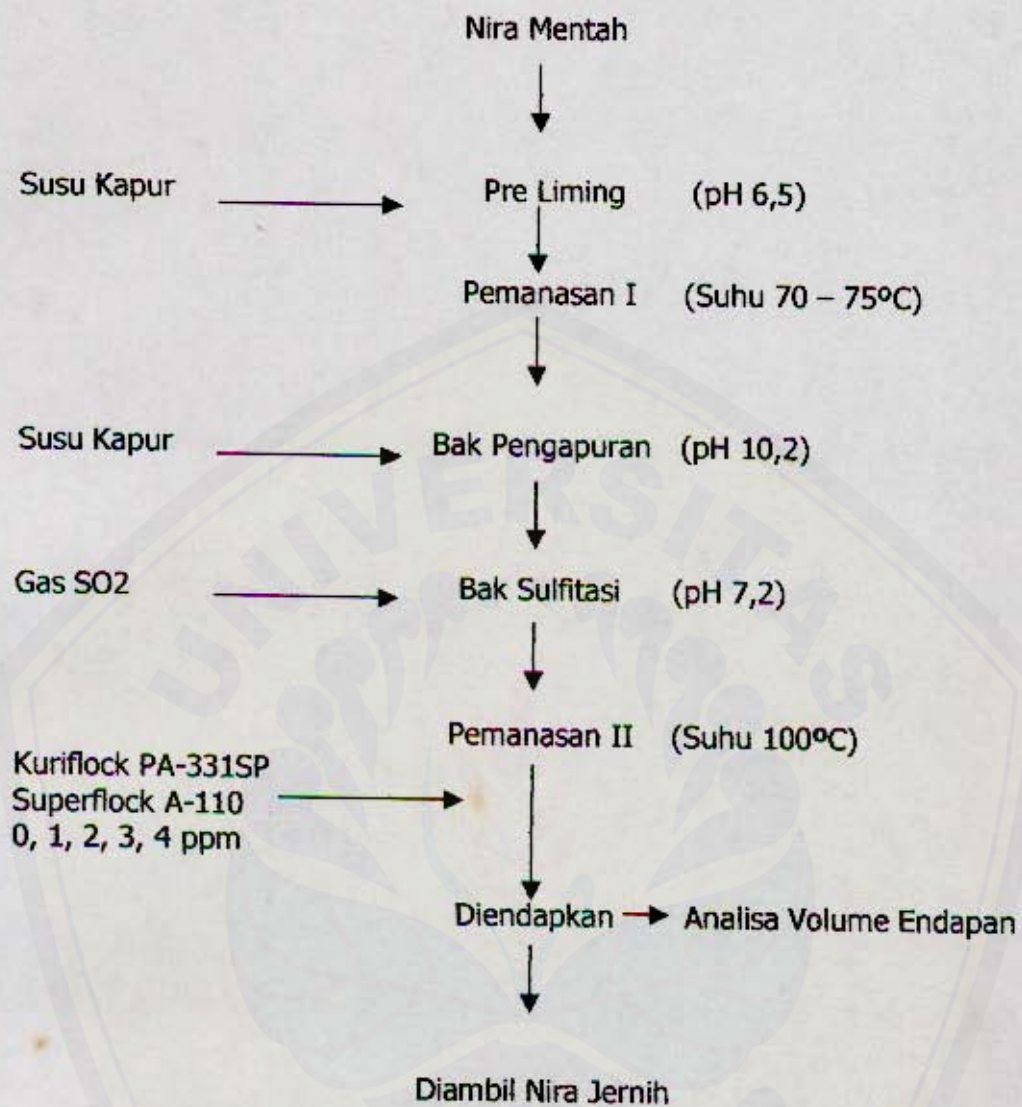 Nira Mentah
Susu Kapur
Pre Liming (pH 6,5)
Pemanasan I (Suhu 70 – 75ºC)
Susu Kapur
Bak Pengapuran (pH 10,2)
Gas SO2
Bak Sulfitasi (pH 7,2)
Pemanasan II (Suhu 100ºC)
Kuriflock PA-331SP
Superflock A-110
0, 1, 2, 3, 4 ppm
Diendapkan
Analisa Volume Endapan
Diambil Nira Jernih
UNIVERSITAS